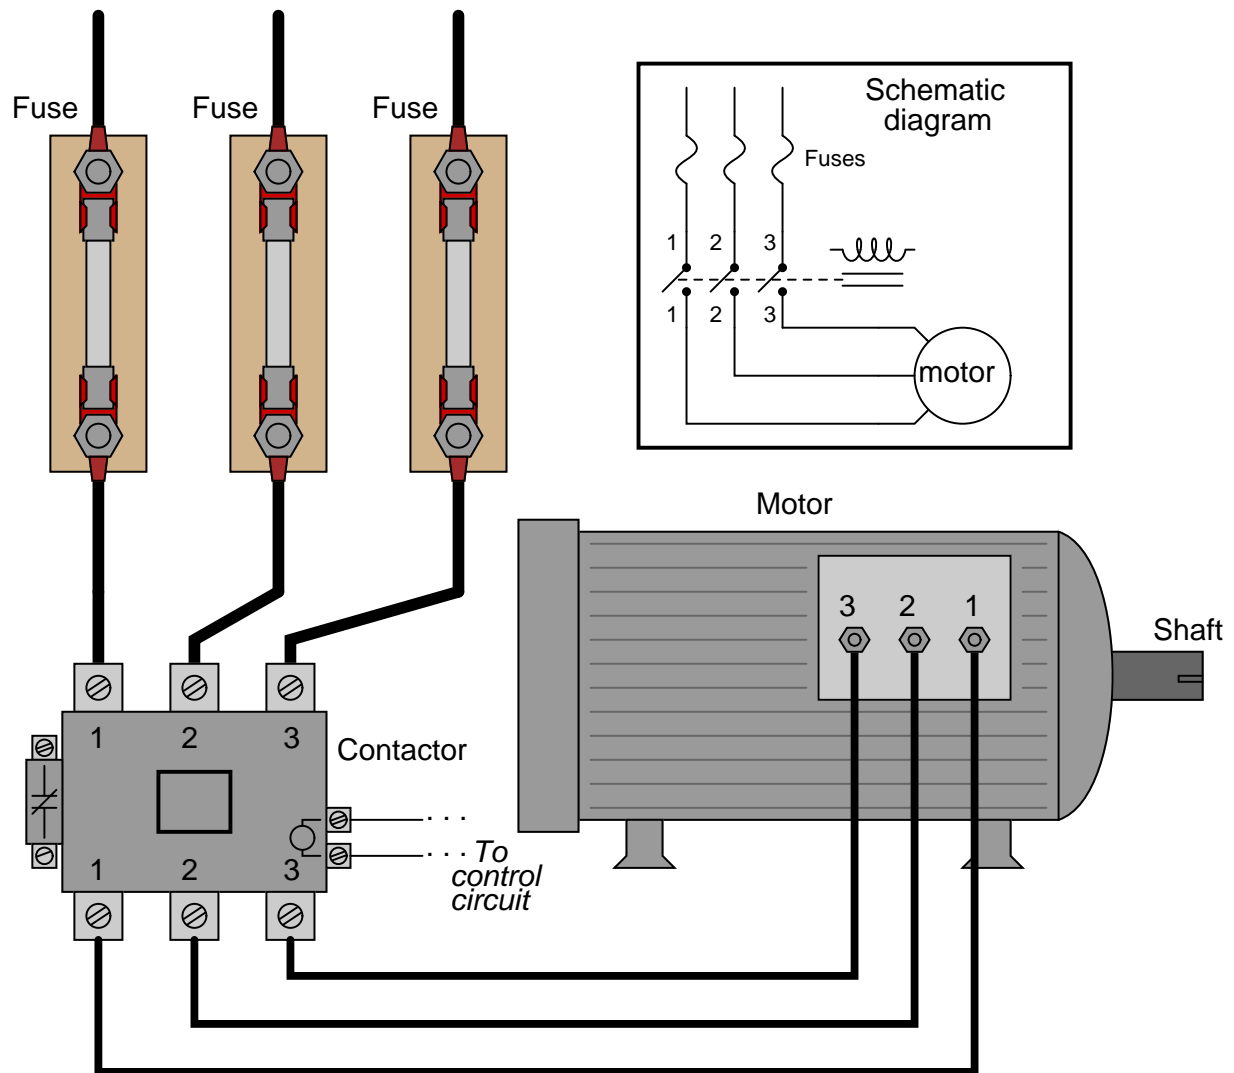 Fuse Fuse Fuse
Schematic
diagram
Fuses
1 2 3
1 2 3
motor
Motor
3 2 1
Shaft
1 2 3
Contactor
1 2 3
. . .
. . . To
control
circuit